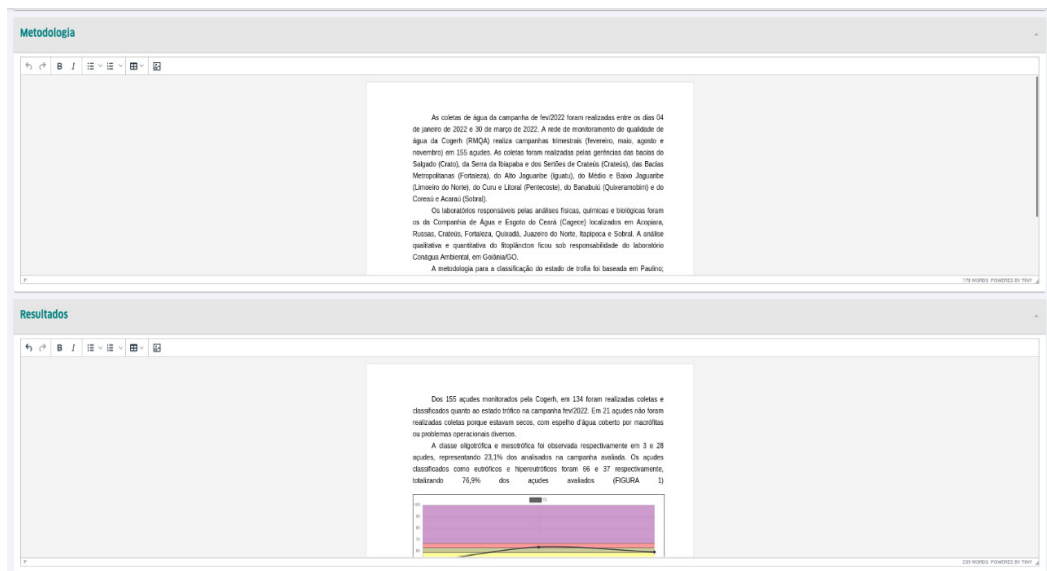 Metodologia
B I
As coletas de água da campanha de fev/2022 foram realizadas entre os dias 04
de janeiro de 2022 e 30 de março de 2022. A rede de monitoramento de qualidade de
água da Cogerh (RMQA) realiza campanhas trimestrais (fevereiro, maio, agosto e
novembro) em 155 açudes. As coletas foram realizadas pelas gerências das bacias do
Salgado (Crato), da Serra da Ibiapaba e dos Sertões de Crateús (Crateús), das Bacias
Metropolitanas (Fortaleza), do Alto Jaguaribe (Iguatu), do Médio e Baixo Jaguaribe
(Limoeiro do Norte), do Curu e Litoral (Pentecoste), do Banabuiú (Quixeramobim) e do
Coreaú e Acaraú (Sobral).
Os laboratórios responsáveis pelas análises físicas, químicas e biológicas foram
os da Companhia de Água e Esgoto do Ceará (Cagece) localizados em Acopiara,
Russas, Crateús, Fortaleza, Quixadá, Juazeiro do Norte, Itapipoca e Sobral. A análise
qualitativa e quantitativa do fitoplâncton ficou sob responsabilidade do laboratório
Conágua Ambiental, em Goiânia/GO.
A metodologia para a classificação do estado de trofia foi baseada em Paulino;
P
179 WORDS POWERED BY TINY
Resultados
B I
Dos 155 açudes monitorados pela Cogerh, em 134 foram realizadas coletas e
classificados quanto ao estado trófico na campanha fev/2022. Em 21 açudes não foram
realizadas coletas porque estavam secos, com espelho d'água coberto por macrófitas
ou problemas operacionais diversos.
A classe oligotrófica e mesotrófica foi observada respectivamente em 3 e 28
açudes, representando 23,1% dos analisados na campanha avaliada. Os açudes
classificados como eutróficos e hipereutróficos foram 66 e 37 respectivamente,
totalizando 76,9% dos açudes avaliados (FIGURA 1)
P
239 WORDS POWERED BY TINY